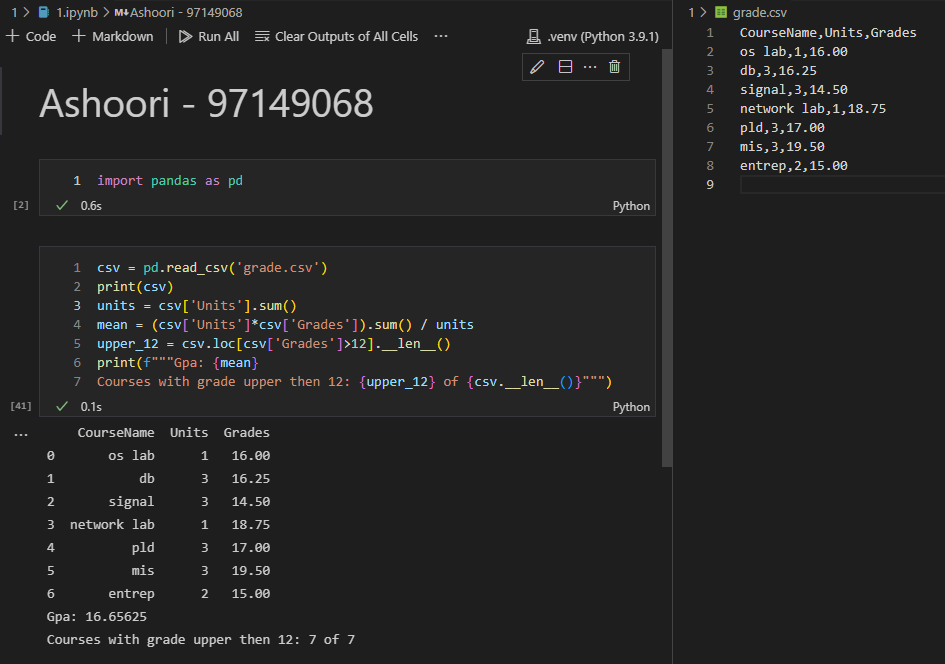 1 > 1.ipynb > M↓Ashoori - 97149068
+ Code + Markdown Run All Clear Outputs of All Cells ··· .venv (Python 3.9.1)
···
Ashoori - 97149068
1 import pandas as pd
[2] ✓ 0.6s Python
1 csv = pd.read_csv('grade.csv')
2 print(csv)
3 units = csv['Units'].sum()
4 mean = (csv['Units']*csv['Grades']).sum() / units
5 upper_12 = csv.loc[csv['Grades']>12].__len__()
6 print(f"""Gpa: {mean}
7 Courses with grade upper then 12: {upper_12} of {csv.__len__()}""")
[41] ✓ 0.1s Python
···
CourseName Units Grades
0 os lab 1 16.00
1 db 3 16.25
2 signal 3 14.50
3 network lab 1 18.75
4 pld 3 17.00
5 mis 3 19.50
6 entrep 2 15.00
Gpa: 16.65625
Courses with grade upper then 12: 7 of 7
1 > grade.csv
1 CourseName,Units,Grades
2 os lab,1,16.00
3 db,3,16.25
4 signal,3,14.50
5 network lab,1,18.75
6 pld,3,17.00
7 mis,3,19.50
8 entrep,2,15.00
9